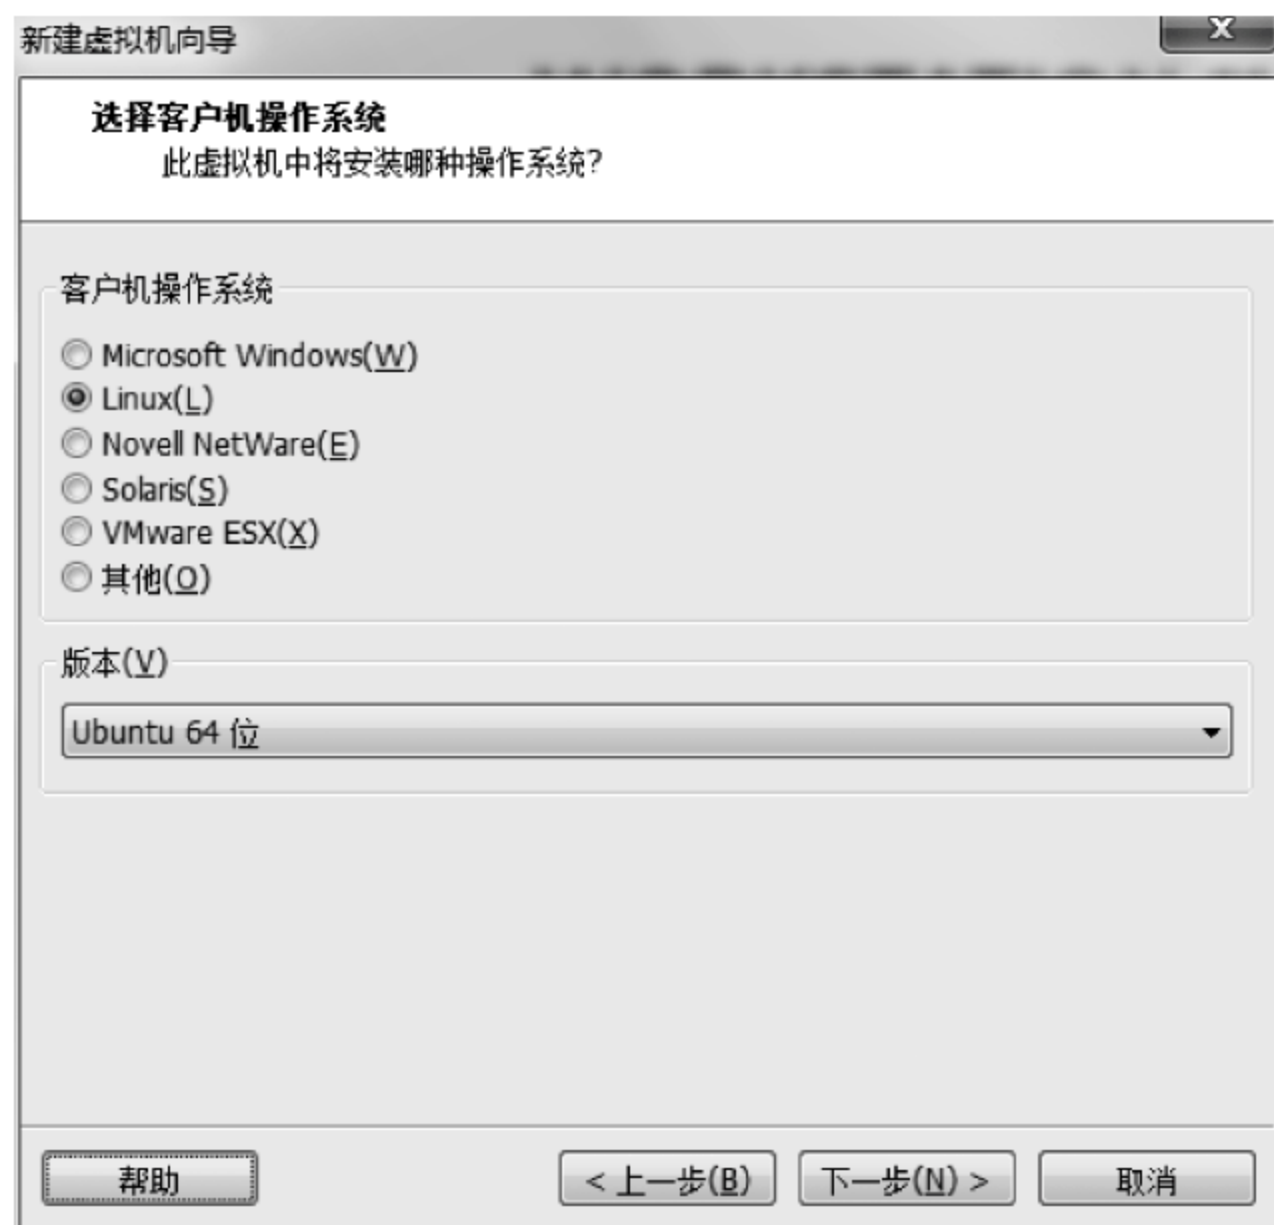 新建虚拟机向导
X
选择客户机操作系统
此虚拟机中将安装哪种操作系统?
客户机操作系统
Microsoft Windows(W)
Linux(L)
Novell NetWare(E)
Solaris(S)
VMware ESX(X)
其他(O)
版本(V)
Ubuntu 64 位
帮助
< 上一步(B)
下一步(N) >
取消